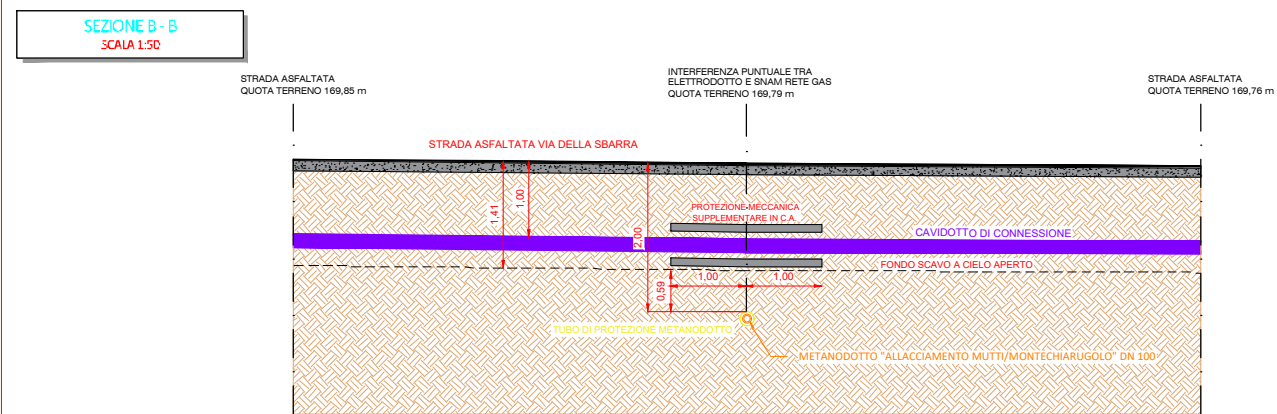 SEZIONE B - B
SCALA 1:50
STRADA ASFALTATA
QUOTA TERRENO 169,85 m
INTERFERENZA PUNTUALE TRA
ELETTRODOTTO E SNAM RETE GAS
QUOTA TERRENO 169,79 m
STRADA ASFALTATA
QUOTA TERRENO 169,76 m
STRADA ASFALTATA VIA DELLA SBARRA
1,41
1,00
2,00
PROTEZIONE MECCANICA
SUPPLEMENTARE IN C.A.
CAVIDOTTO DI CONNESSIONE
FONDO SCAVO A CIELO APERTO
0,59
1,00
1,00
TUBO DI PROTEZIONE METANODOTTO
METANODOTTO "ALLACCIAMENTO MUTTI/MONTECHIARUGOLO" DN 100